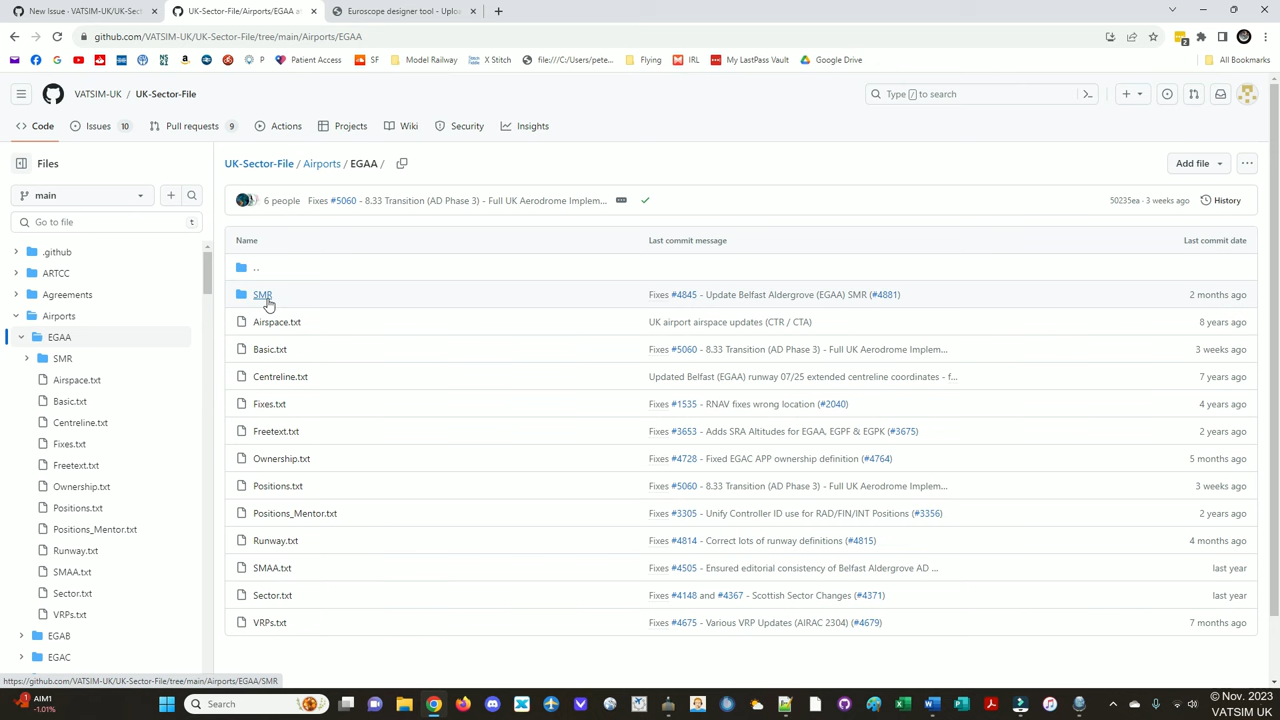 New Issue - VATSIM-UK/UK-Sect
UK-Sector-File/Airports/EGAA at
Euroscope designer tool - Uplo
github.com/VATSIM-UK/UK-Sector-File/tree/main/Airports/EGAA
2
P
Patient Access
SF
Model Railway
X Stitch
file:///C:/Users/pete...
Flying
IRL
My LastPass Vault
Google Drive
All Bookmarks
VATSIM-UK / UK-Sector-File
Type / to search
Code
Issues 10
Pull requests 9
Actions
Projects
Wiki
Security
Insights
Files
main
Go to file
t
.github
ARTCC
Agreements
Airports
EGAA
SMR
Airspace.txt
Basic.txt
Centreline.txt
Fixes.txt
Freetext.txt
Ownership.txt
Positions.txt
Positions_Mentor.txt
Runway.txt
SMAA.txt
Sector.txt
VRPs.txt
EGAB
EGAC
UK-Sector-File / Airports / EGAA /
Add file
6 people Fixes #5060 - 8.33 Transition (AD Phase 3) - Full UK Aerodrome Implem...
50235ea · 3 weeks ago
History
Name Last commit message Last commit date
..
SMR Fixes #4845 - Update Belfast Aldergrove (EGAA) SMR (#4881) 2 months ago
Airspace.txt UK airport airspace updates (CTR / CTA) 8 years ago
Basic.txt Fixes #5060 - 8.33 Transition (AD Phase 3) - Full UK Aerodrome Implem... 3 weeks ago
Centreline.txt Updated Belfast (EGAA) runway 07/25 extended centreline coordinates - f... 7 years ago
Fixes.txt Fixes #1535 - RNAV fixes wrong location (#2040) 4 years ago
Freetext.txt Fixes #3653 - Adds SRA Altitudes for EGAA, EGPF & EGPK (#3675) 2 years ago
Ownership.txt Fixes #4728 - Fixed EGAC APP ownership definition (#4764) 5 months ago
Positions.txt Fixes #5060 - 8.33 Transition (AD Phase 3) - Full UK Aerodrome Implem... 3 weeks ago
Positions_Mentor.txt Fixes #3305 - Unify Controller ID use for RAD/FIN/INT Positions (#3356) 2 years ago
Runway.txt Fixes #4814 - Correct lots of runway definitions (#4815) 4 months ago
SMAA.txt Fixes #4505 - Ensured editorial consistency of Belfast Aldergrove AD ... last year
Sector.txt Fixes #4148 and #4367 - Scottish Sector Changes (#4371) last year
VRPs.txt Fixes #4675 - Various VRP Updates (AIRAC 2304) (#4679) 7 months ago
https://github.com/VATSIM-UK/UK-Sector-File/tree/main/Airports/EGAA/SMR
1
AIM1
-1.01%
Search
© Nov. 2023
VATSIM UK